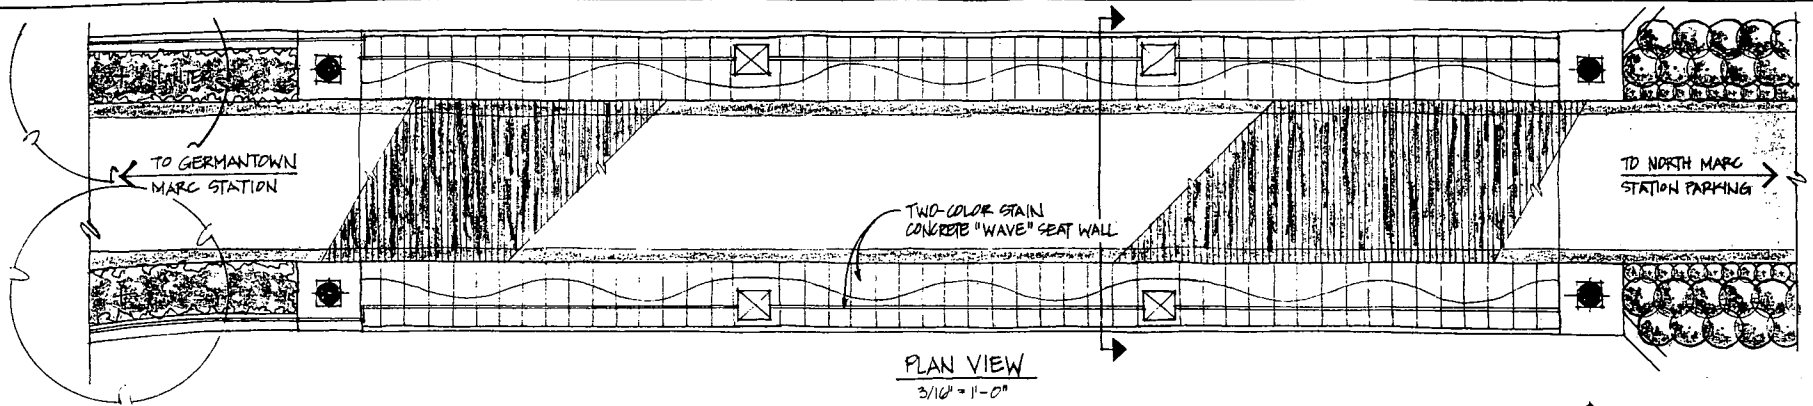 PLANTER
TO GERMANTOWN
MARC STATION
TWO-COLOR STAIN
CONCRETE "WAVE" SEAT WALL
TO NORTH MARC
STATION PARKING
PLAN VIEW
3/16" = 1'-0"